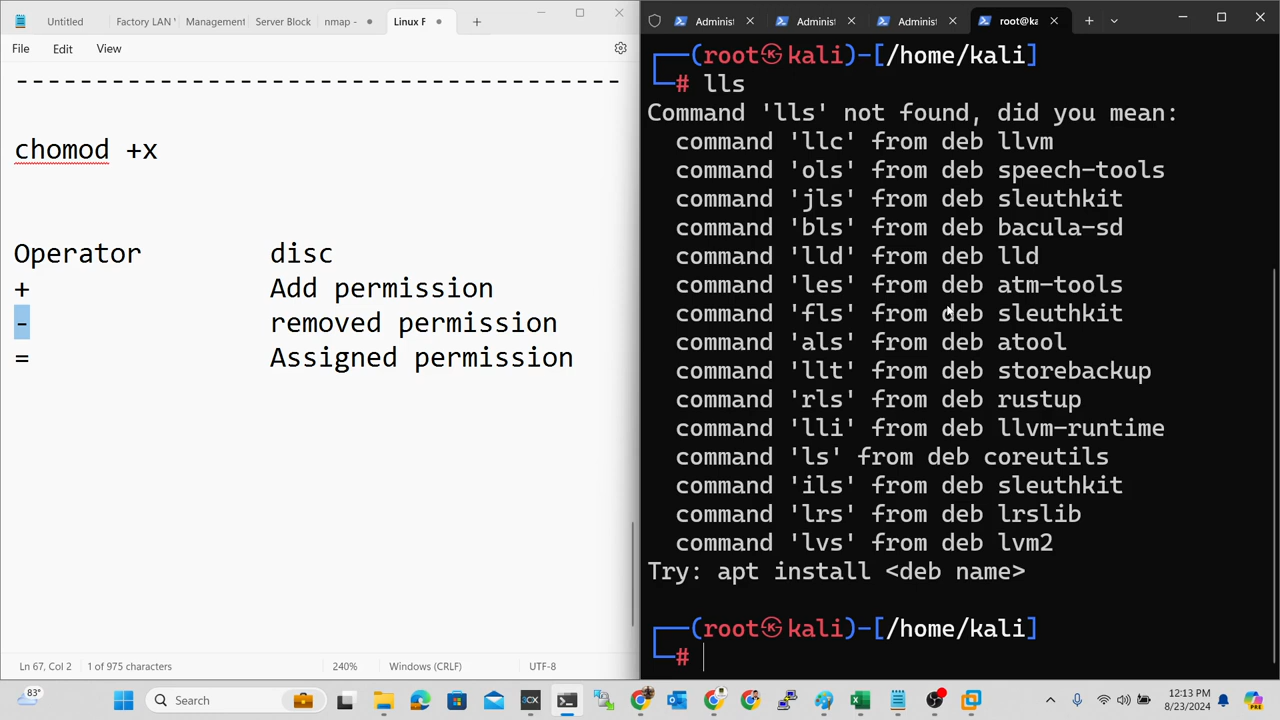 Untitled
Factory LAN '
Management
Server Block
nmap -
Linux F
File
Edit
View
-----------------------------------------
chomod +x
Operator disc
+ Add permission
- removed permission
= Assigned permission
Ln 67, Col 2
1 of 975 characters
240%
Windows (CRLF)
UTF-8
Administ
Administ
Administ
root@ka
┌──(root㉿kali)-[/home/kali]
└─# lls
Command 'lls' not found, did you mean:
command 'llc' from deb llvm
command 'ols' from deb speech-tools
command 'jls' from deb sleuthkit
command 'bls' from deb bacula-sd
command 'lld' from deb lld
command 'les' from deb atm-tools
command 'fls' from deb sleuthkit
command 'als' from deb atool
command 'llt' from deb storebackup
command 'rls' from deb rustup
command 'lli' from deb llvm-runtime
command 'ls' from deb coreutils
command 'ils' from deb sleuthkit
command 'lrs' from deb lrslib
command 'lvs' from deb lvm2
Try: apt install <deb name>
┌──(root㉿kali)-[/home/kali]
└─#
83°
Search
12:13 PM
8/23/2024
PRE